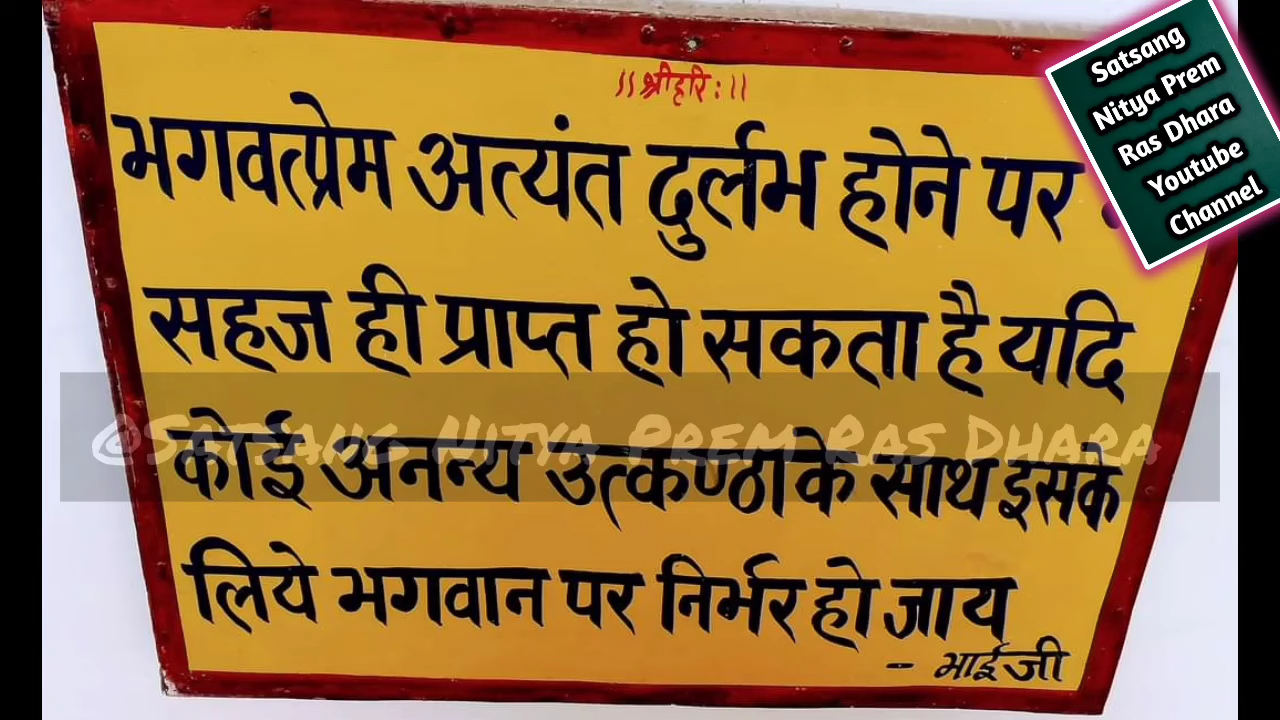 ।। श्रीहरि: ।।
भगवत्प्रेम अत्यंत दुर्लभ होने पर
सहज ही प्राप्त हो सकता है यदि
कोई अनन्य उत्कण्ठा के साथ इसके
लिये भगवान पर निर्भर हो जाय
- भाईजी
Satsang
Nitya Prem
Ras Dhara
Youtube
Channel
@Satsang Nitya Prem Ras Dhara